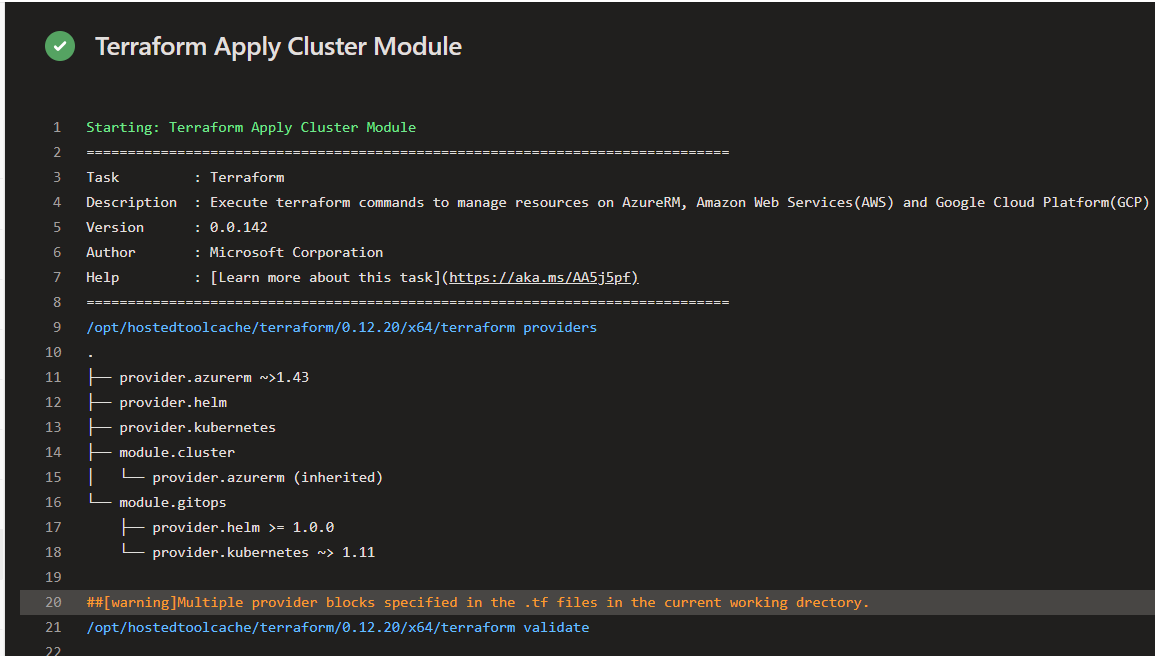 Terraform Apply Cluster Module
1 Starting: Terraform Apply Cluster Module
2 ==============================================================================
3 Task         : Terraform
4 Description  : Execute terraform commands to manage resources on AzureRM, Amazon Web Services(AWS) and Google Cloud Platform(GCP)
5 Version      : 0.0.142
6 Author       : Microsoft Corporation
7 Help         : [Learn more about this task](https://aka.ms/AA5j5pf)
8 ==============================================================================
9 /opt/hostedtoolcache/terraform/0.12.20/x64/terraform providers
10 .
11 ├── provider.azurerm ~>1.43
12 ├── provider.helm
13 ├── provider.kubernetes
14 ├── module.cluster
15 │   └── provider.azurerm (inherited)
16 └── module.gitops
17     ├── provider.helm >= 1.0.0
18     └── provider.kubernetes ~> 1.11
19
20 ##[warning]Multiple provider blocks specified in the .tf files in the current working drectory.
21 /opt/hostedtoolcache/terraform/0.12.20/x64/terraform validate
22